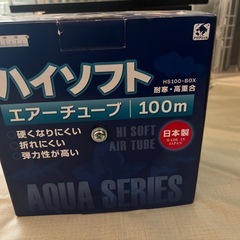 HS100-BOX
ハイソフト
耐寒・高重合
エアーチューブ 100m
・硬くなりにくい
・折れにくい
・弾力性が高い
HI SOFT
AIR TUBE
日本製
MADE IN
JAPAN
AQUA SERIES